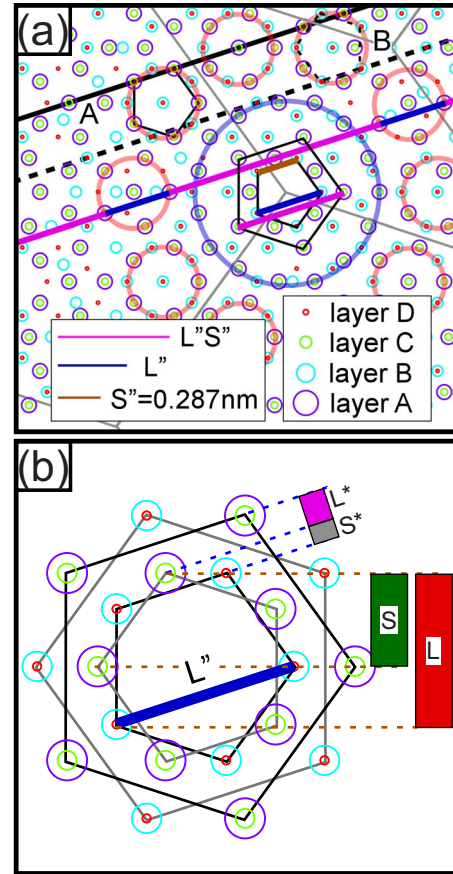 (a)
B
A
L”S”
L”
S”=0.287nm
layer D
layer C
layer B
layer A
(b)
L*
S*
S
L
L”